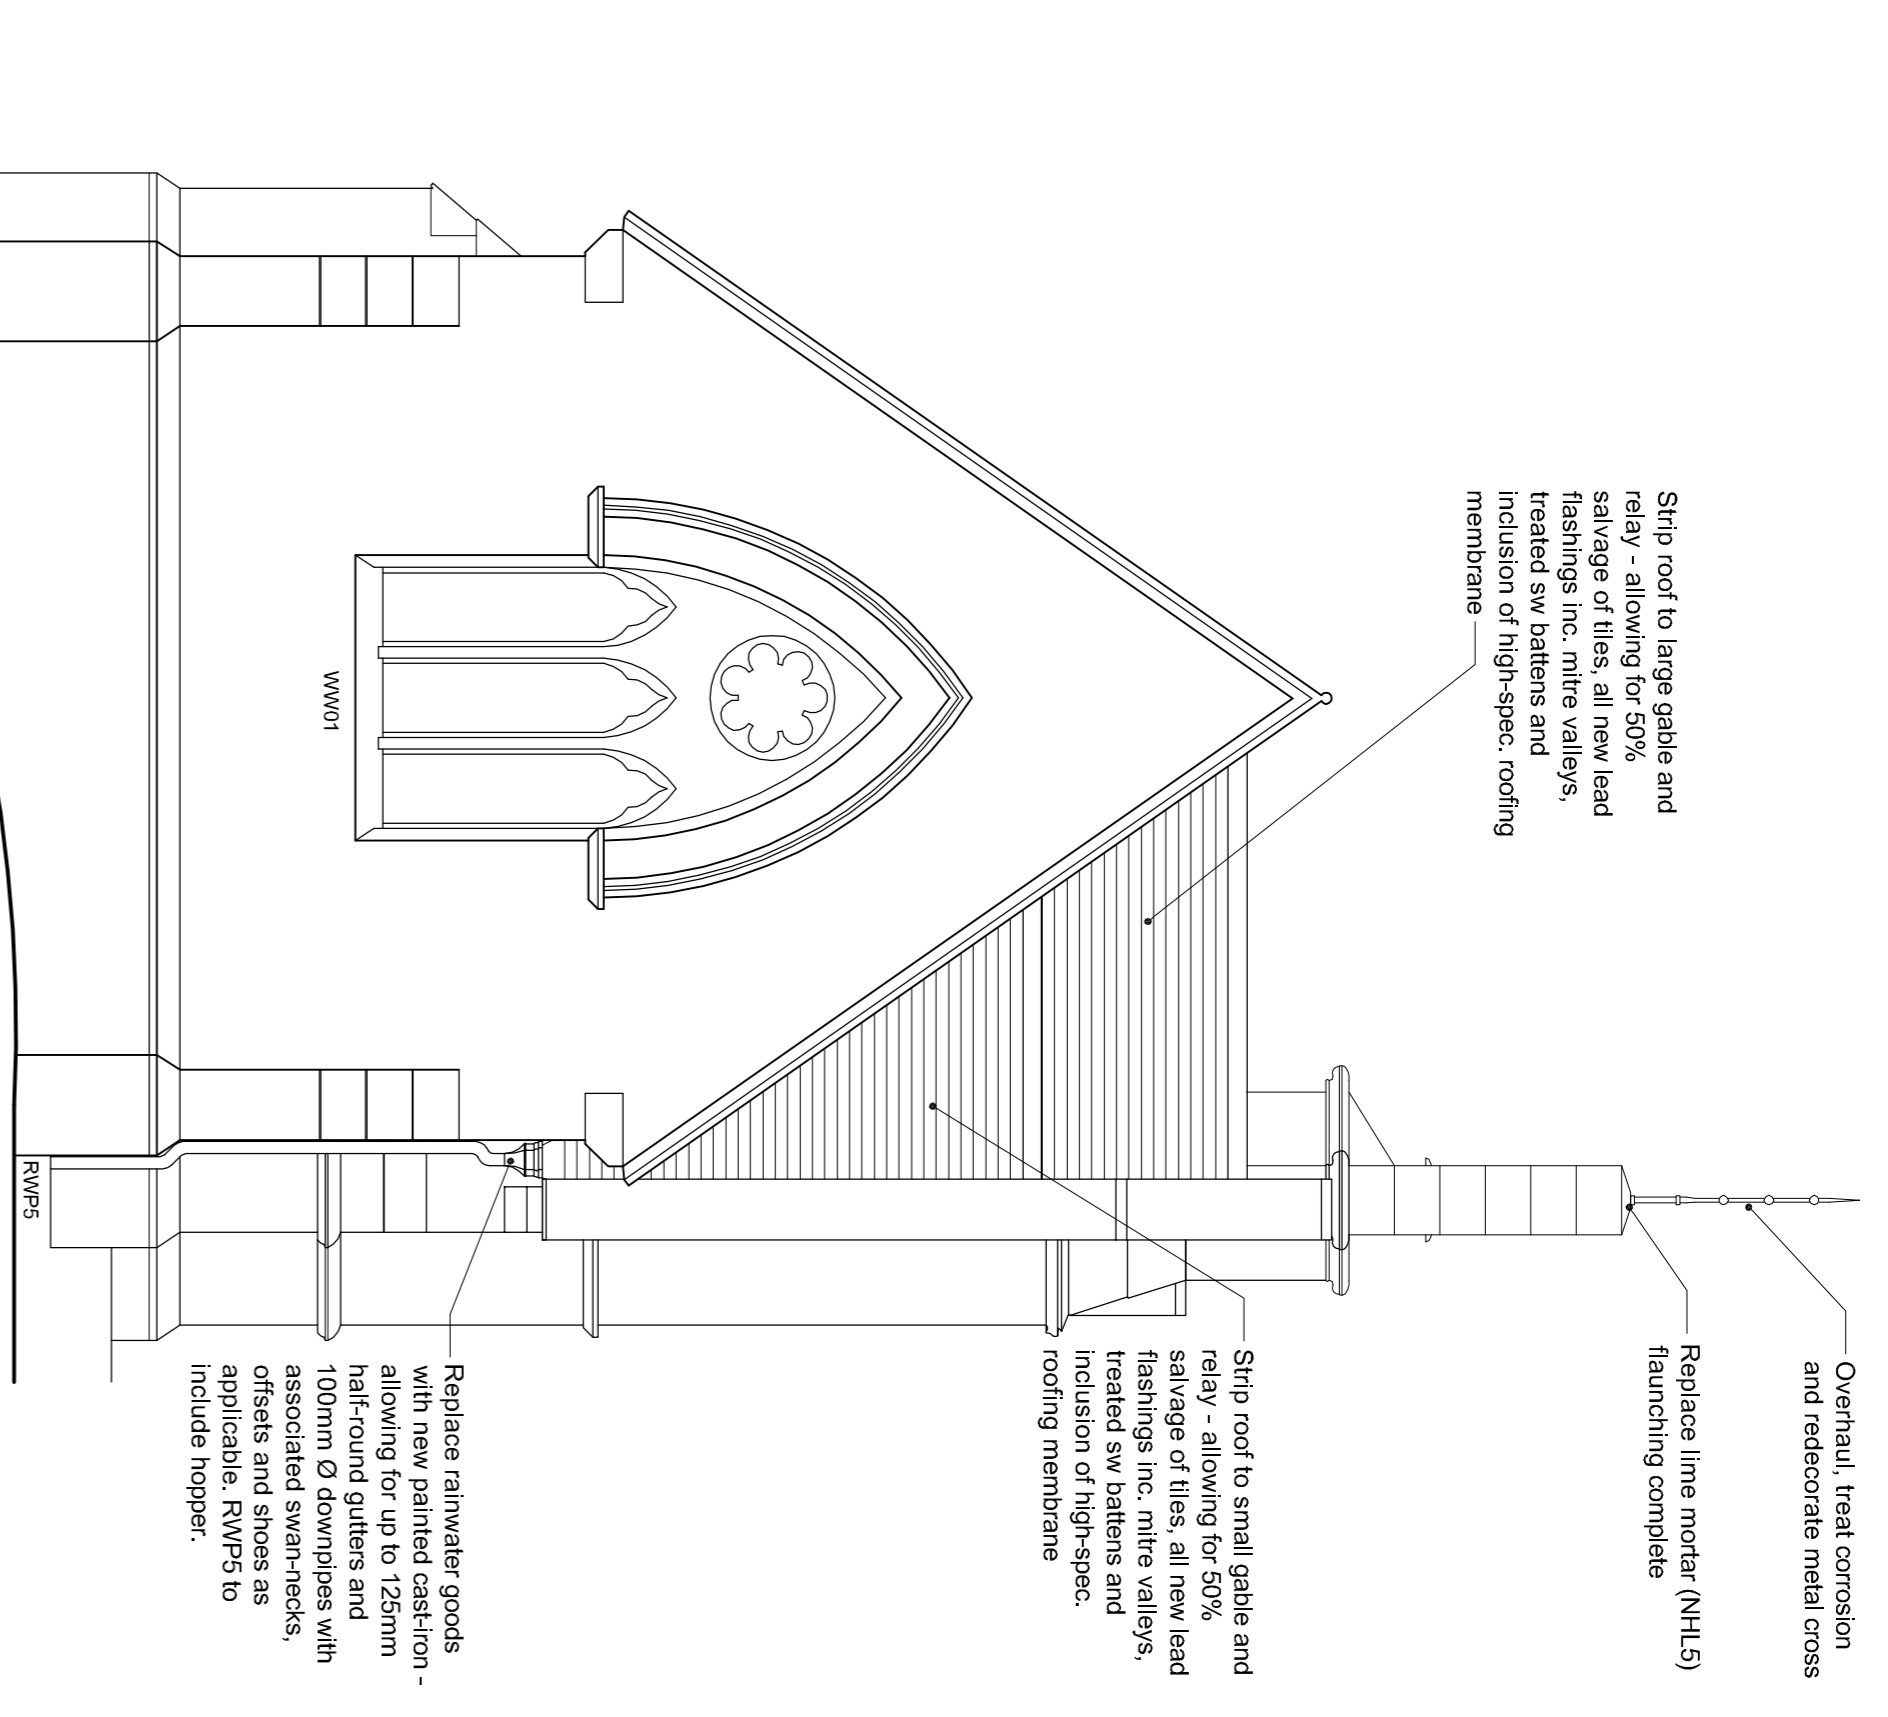 Overhaul, treat corrosion
and redecorate metal cross
Replace lime mortar (NHL5)
flaunching complete
Strip roof to large gable and
relay - allowing for 50%
salvage of tiles, all new lead
flashings inc. mitre valleys,
treated sw battens and
inclusion of high-spec. roofing
membrane
Strip roof to small gable and
relay - allowing for 50%
salvage of tiles, all new lead
flashings inc. mitre valleys,
treated sw battens and
inclusion of high-spec.
roofing membrane
Replace rainwater goods
with new painted cast-iron -
allowing for up to 125mm
half-round gutters and
100mm Ø downpipes with
associated swan-necks,
offsets and shoes as
applicable. RWP5 to
include hopper.
WW01
RWP5